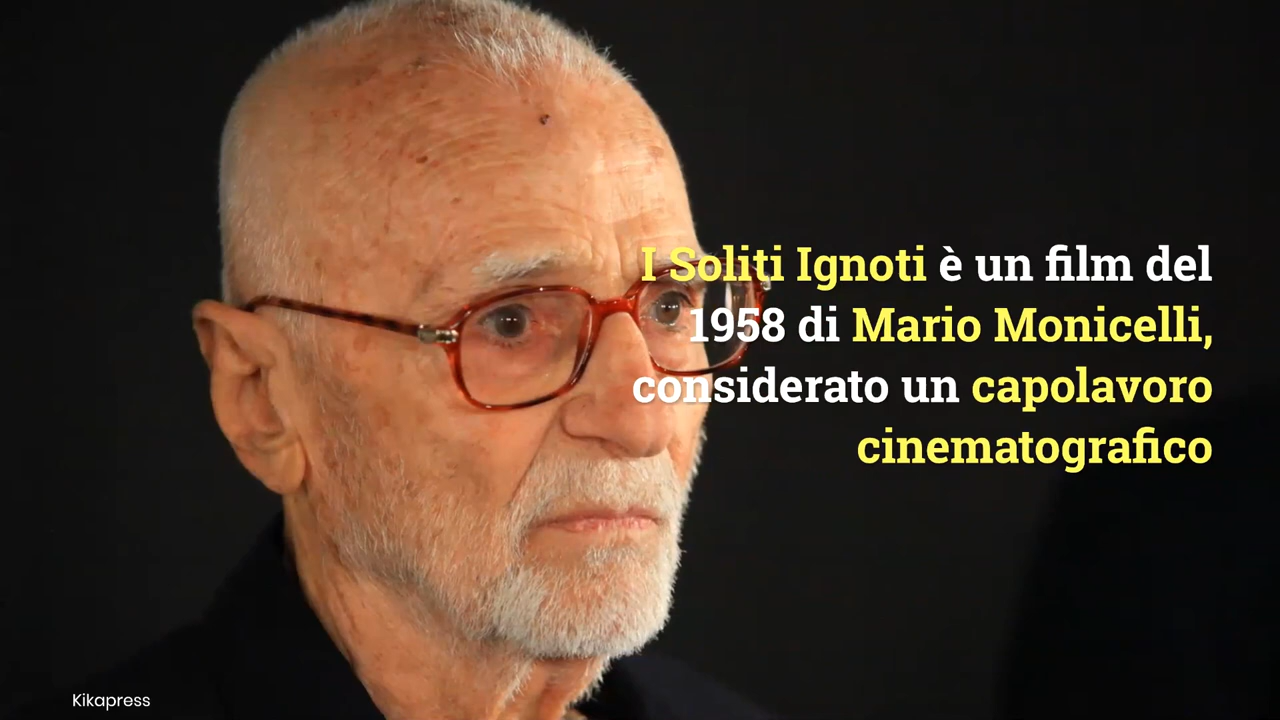 I Soliti Ignoti è un film del
1958 di Mario Monicelli,
considerato un capolavoro
cinematografico
Kikapress